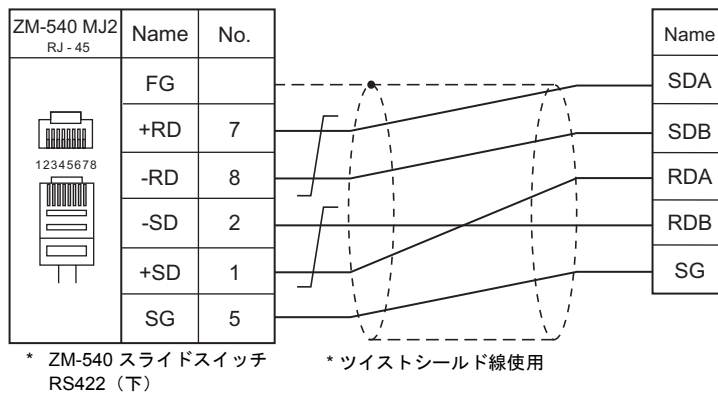 ZM-540 MJ2 Name No. Name
RJ - 45
FG SDA
+RD 7 SDB
12345678
-RD 8 RDA
-SD 2 RDB
+SD 1 SG
SG 5
* ZM-540 スライドスイッチ
RS422（下）
* ツイストシールド線使用